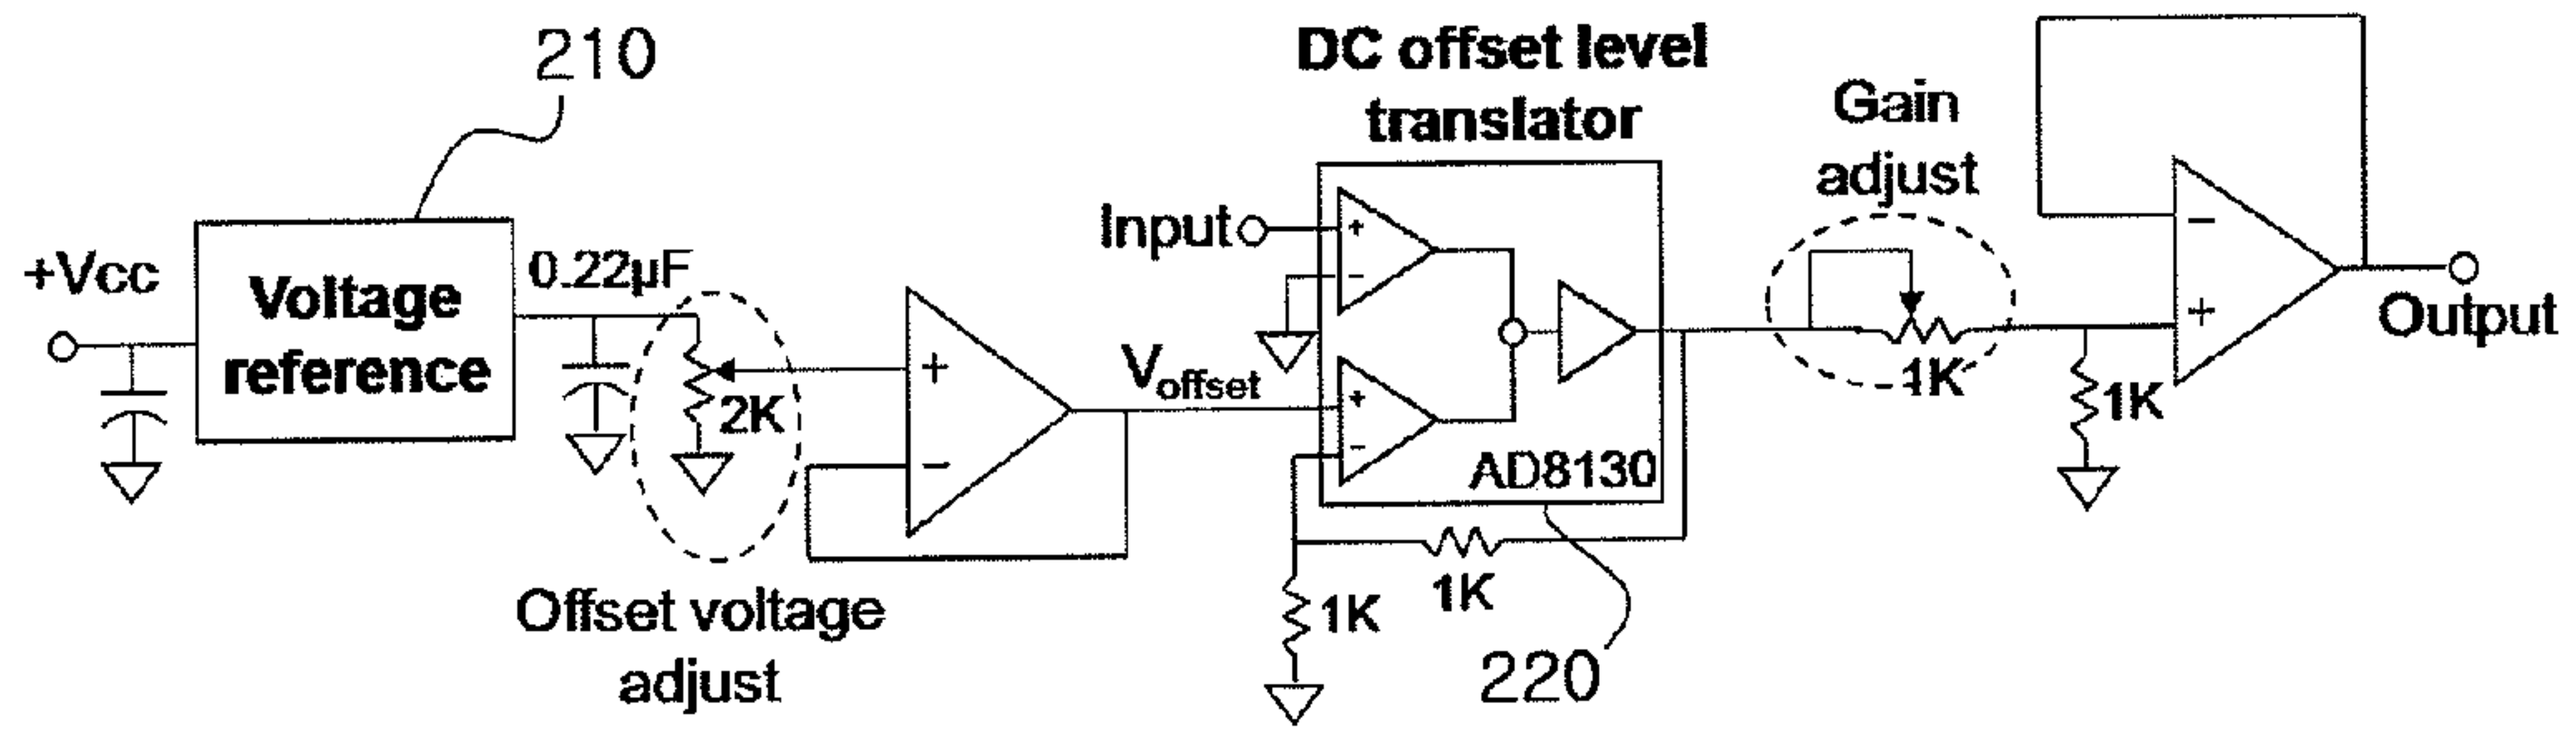 210
+Vcc
Voltage
reference
0.22µF
2K
+
−
Offset voltage
adjust
Voffset
DC offset level
translator
Input
+
−
+
−
AD8130
1K
1K
220
Gain
adjust
1K
1K
−
+
Output